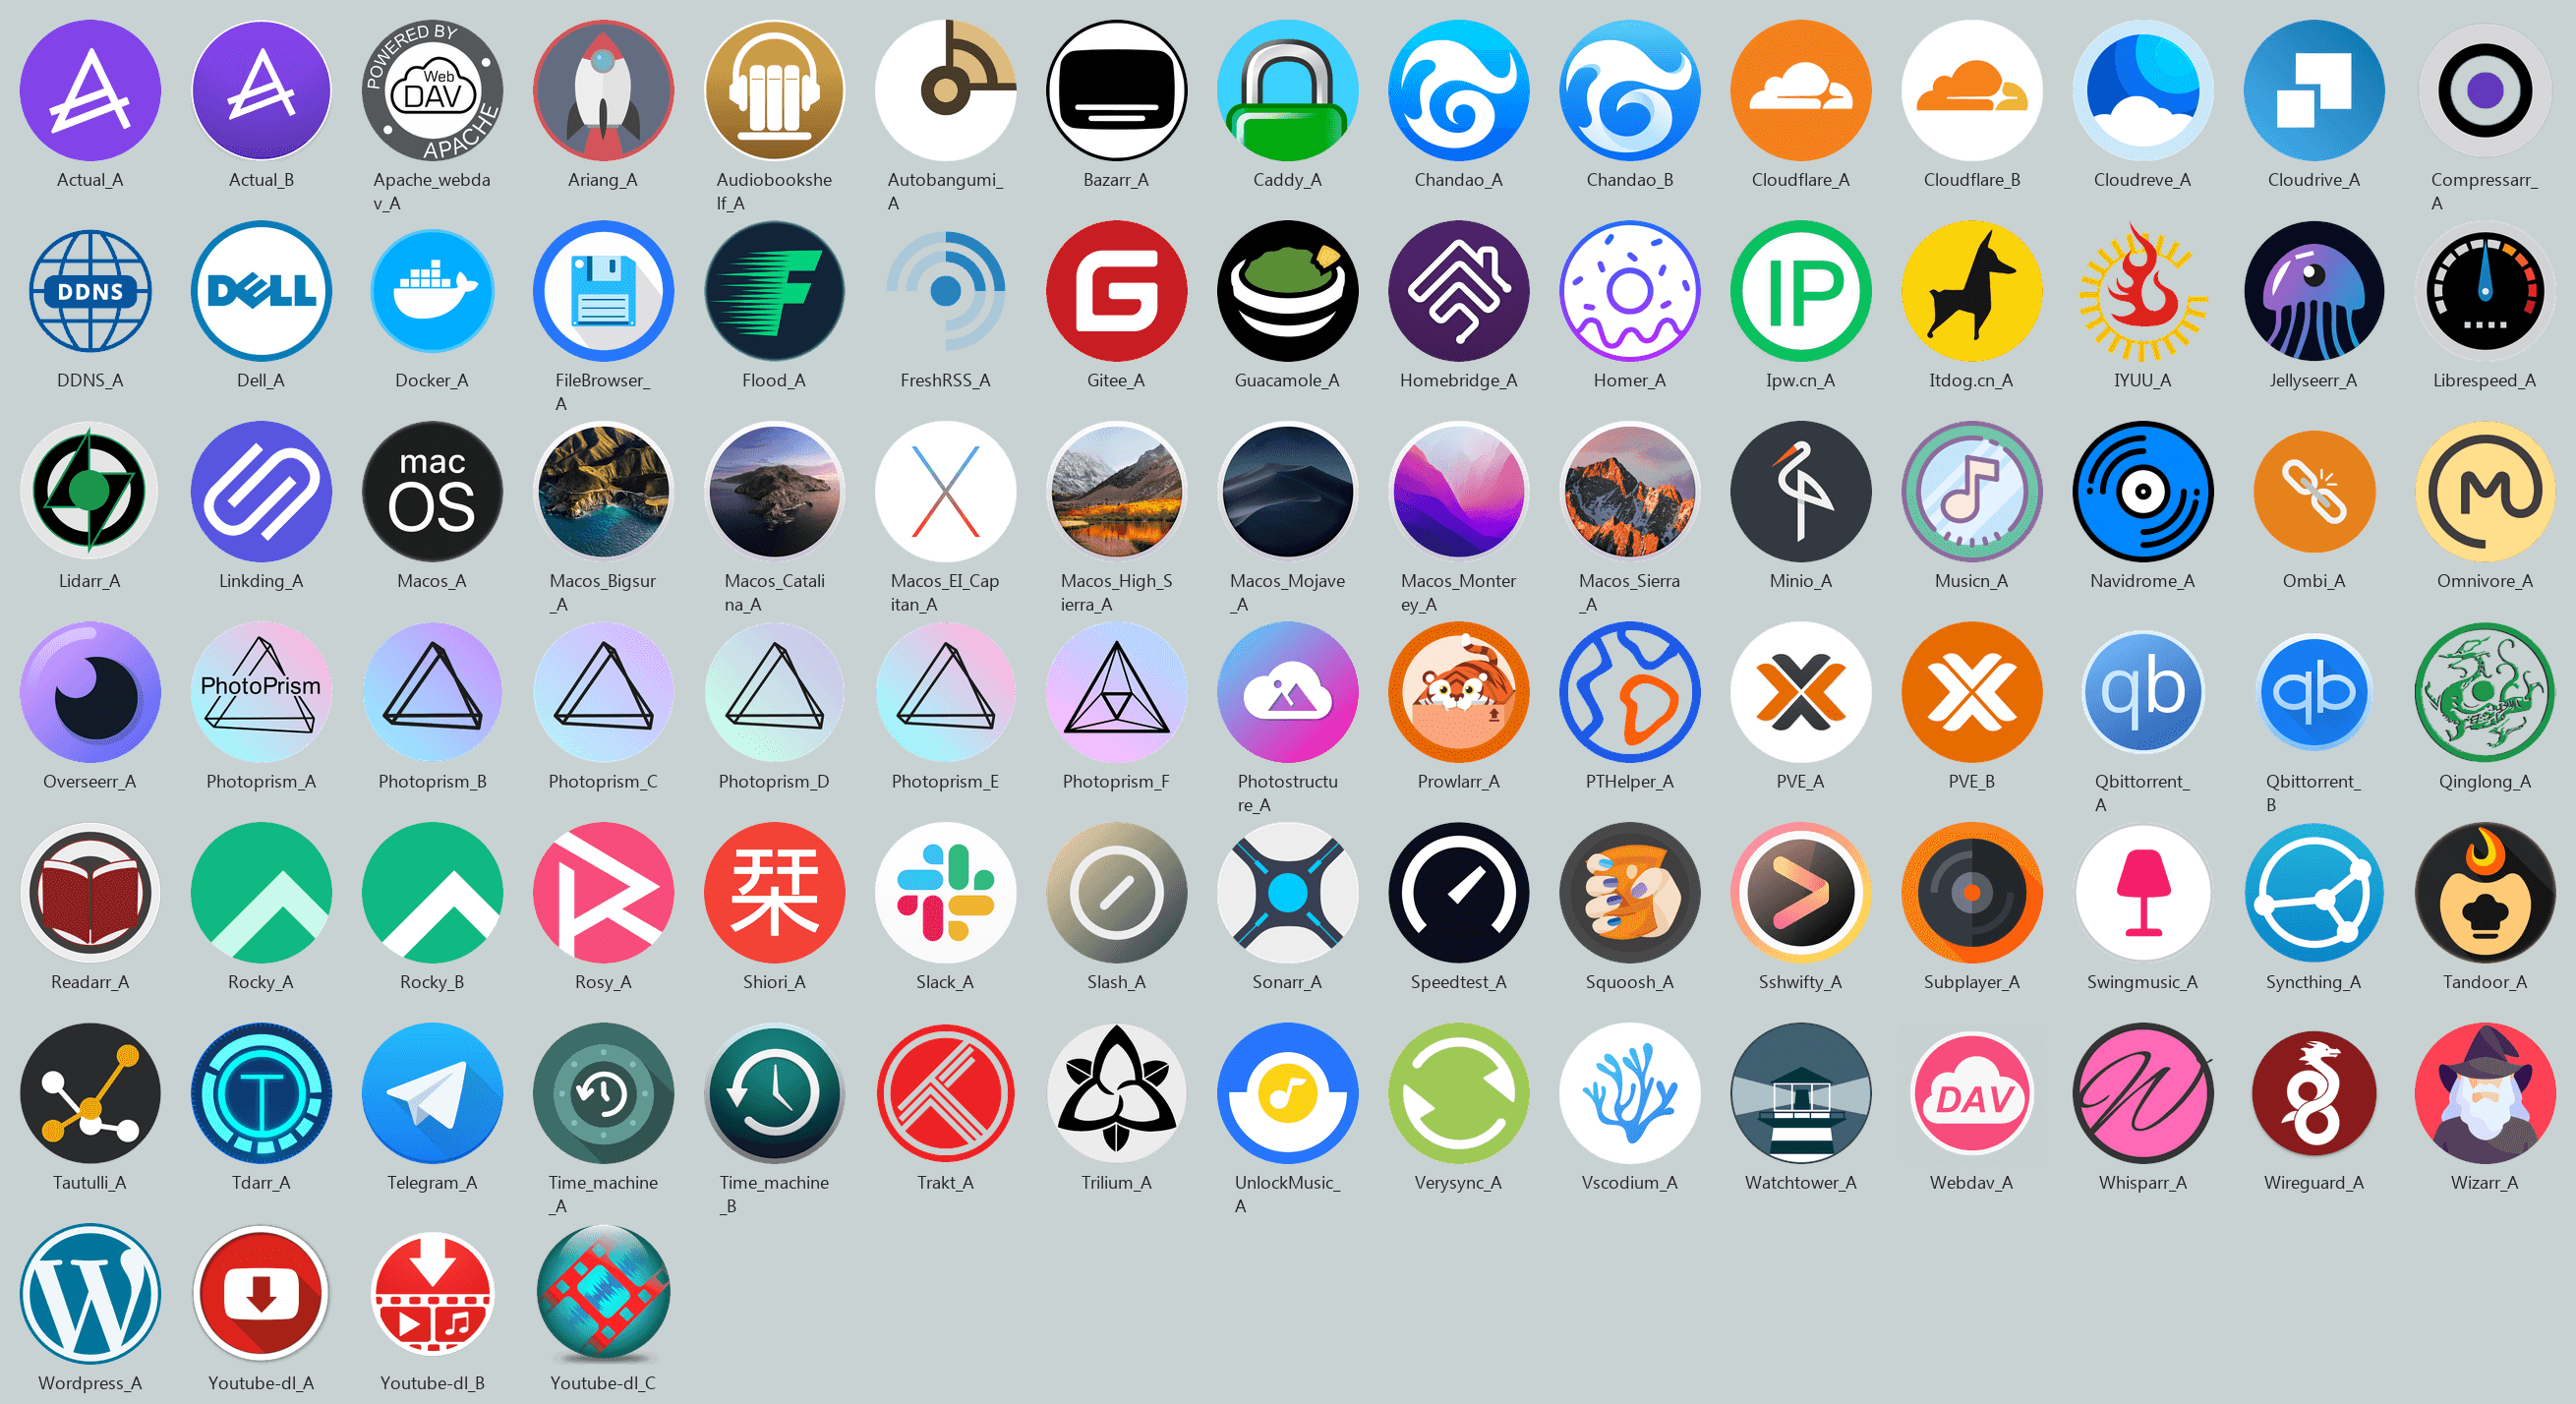 POWERED BY
Web
DAV
APACHE
Actual_A
Actual_B
Apache_webda
v_A
Ariang_A
Audiobookshe
lf_A
Autobangumi_
A
Bazarr_A
Caddy_A
Chandao_A
Chandao_B
Cloudflare_A
Cloudflare_B
Cloudreve_A
Cloudrive_A
Compressarr_
A
DDNS
DELL
F
G
IP
DDNS_A
Dell_A
Docker_A
FileBrowser_
A
Flood_A
FreshRSS_A
Gitee_A
Guacamole_A
Homebridge_A
Homer_A
Ipw.cn_A
Itdog.cn_A
IYUU_A
Jellyseerr_A
Librespeed_A
mac
OS
X
M
Lidarr_A
Linkding_A
Macos_A
Macos_Bigsur
_A
Macos_Catali
na_A
Macos_EI_Cap
itan_A
Macos_High_S
ierra_A
Macos_Mojave
_A
Macos_Monter
ey_A
Macos_Sierra
_A
Minio_A
Musicn_A
Navidrome_A
Ombi_A
Omnivore_A
PhotoPrism
qb
qb
Overseerr_A
Photoprism_A
Photoprism_B
Photoprism_C
Photoprism_D
Photoprism_E
Photoprism_F
Photostructu
re_A
Prowlarr_A
PTHelper_A
PVE_A
PVE_B
Qbittorrent_
A
Qbittorrent_
B
Qinglong_A
栞
Readarr_A
Rocky_A
Rocky_B
Rosy_A
Shiori_A
Slack_A
Slash_A
Sonarr_A
Speedtest_A
Squoosh_A
Sshwifty_A
Subplayer_A
Swingmusic_A
Syncthing_A
Tandoor_A
T
DAV
W
Tautulli_A
Tdarr_A
Telegram_A
Time_machine
_A
Time_machine
_B
Trakt_A
Trilium_A
UnlockMusic_
A
Verysync_A
Vscodium_A
Watchtower_A
Webdav_A
Whisparr_A
Wireguard_A
Wizarr_A
W
Wordpress_A
Youtube-dl_A
Youtube-dl_B
Youtube-dl_C